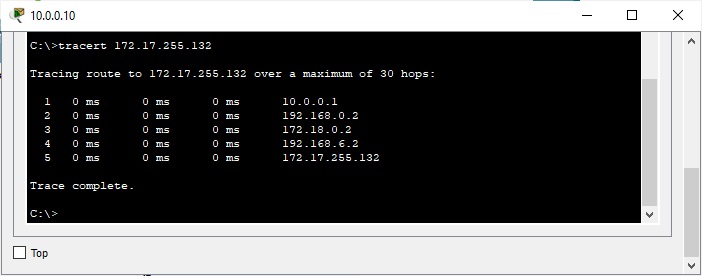 10.0.0.10
C:\>tracert 172.17.255.132
Tracing route to 172.17.255.132 over a maximum of 30 hops:
1 0 ms 0 ms 0 ms 10.0.0.1
2 0 ms 0 ms 0 ms 192.168.0.2
3 0 ms 0 ms 0 ms 172.18.0.2
4 0 ms 0 ms 0 ms 192.168.6.2
5 0 ms 0 ms 0 ms 172.17.255.132
Trace complete.
C:\>
Top